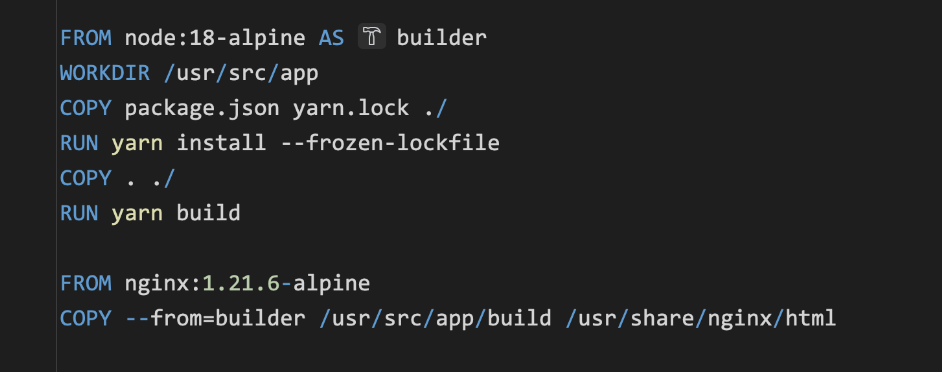 FROM node:18-alpine AS builder
WORKDIR /usr/src/app
COPY package.json yarn.lock ./
RUN yarn install --frozen-lockfile
COPY . ./
RUN yarn build
FROM nginx:1.21.6-alpine
COPY --from=builder /usr/src/app/build /usr/share/nginx/html